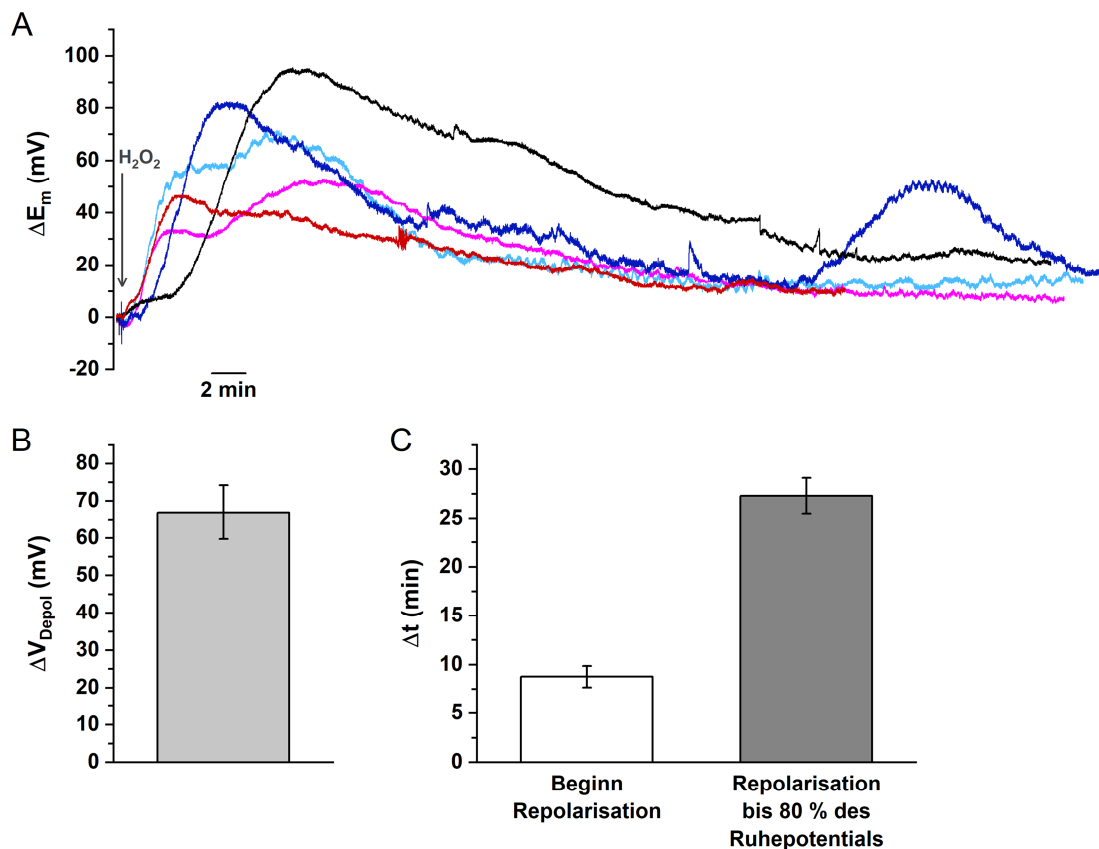 A
100
80
60
40
20
0
-20
ΔEm (mV)
H2O2
2 min
B
80
70
60
50
40
30
20
10
0
ΔVDepol (mV)
C
30
25
20
15
10
5
0
Δt (min)
Beginn
Repolarisation
Repolarisation
bis 80 % des
Ruhepotentials